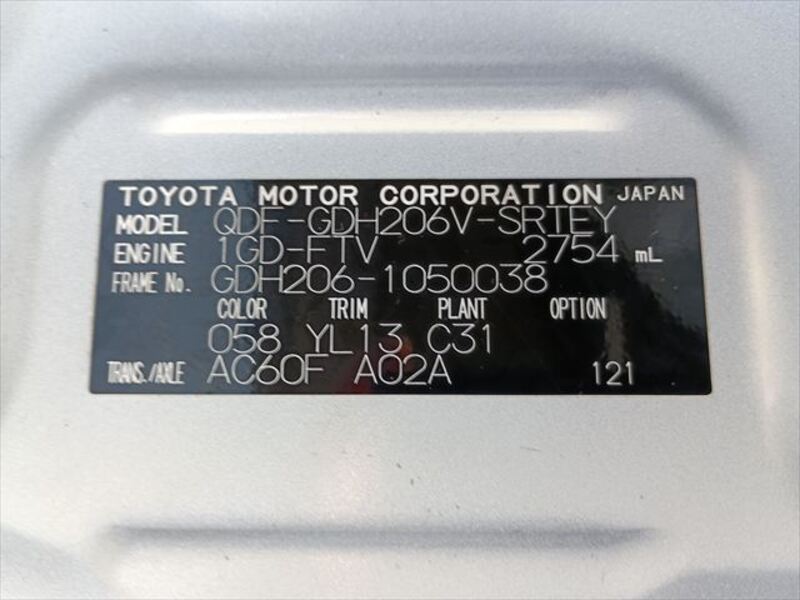 TOYOTA MOTOR CORPORATION JAPAN
MODEL QDF-GDH206V-SRTEY
ENGINE 1GD-FTV 2754 mL
FRAME No. GDH206-1050038
COLOR TRIM PLANT OPTION
058 YL13 C31
TRANS./AXLE AC60F A02A 121